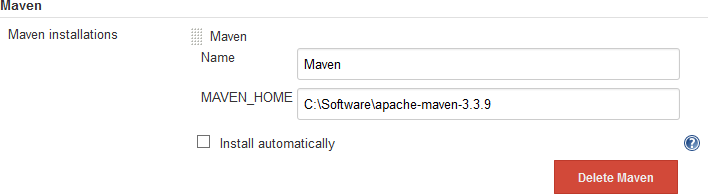 Maven
Maven installations
Maven
Name
Maven
MAVEN_HOME
C:\Software\apache-maven-3.3.9
Install automatically
?
Delete Maven